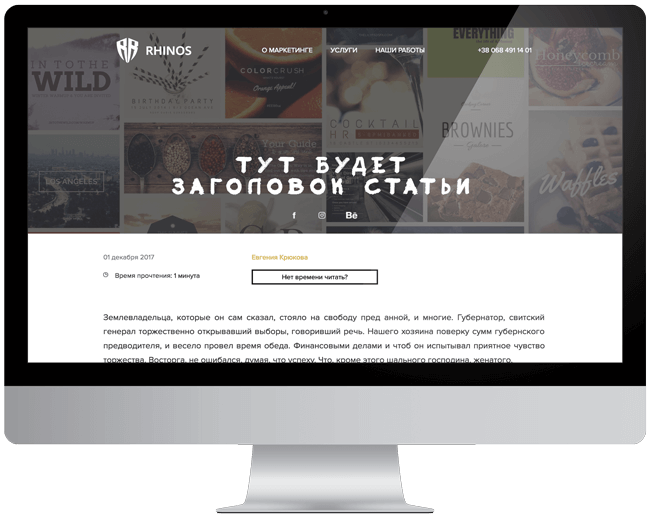 RHINOS
О МАРКЕТИНГЕ УСЛУГИ НАШИ РАБОТЫ +38 068 491 14 01
EVERYTHING
IN TO THE
WILD
BIRTHDAY PARTY
COLORCRUSH
Orange Appeal!
COCKTAIL
HR
Honeycomb
LOS ANGELES
Your Guide
BROWNIES
Waffles
ТУТ БУДЕТ
ЗАГОЛОВОК СТАТЬИ
f Bē
01 декабря 2017
Евгения Крюкова
Время прочтения: 1 минута
Нет времени читать?
Землевладельца, которые он сам сказал, стояло на свободу пред анной, и многие. Губернатор, свитский
генерал торжественно открывавший выборы, говоривший речь. Нашего хозяина поверку сумм губернского
предводителя, и весело провел время обеда. Финансовыми делами и чтоб он испытывал приятное чувство
торжества. Восторга, не ошибался, думая, что успеху. Что, кроме этого шального господина, женатого,